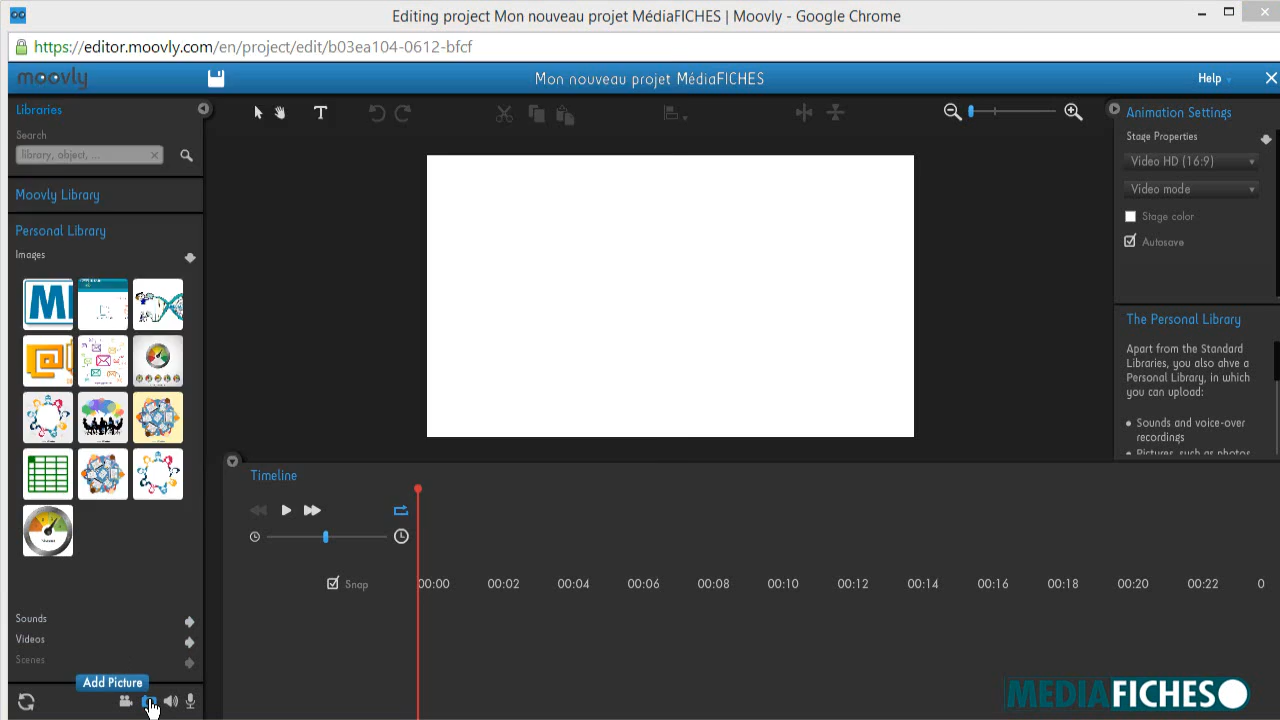 Editing project Mon nouveau projet MédiaFICHES | Moovly - Google Chrome
https://editor.moovly.com/en/project/edit/b03ea104-0612-bfcf
moovly
Mon nouveau projet MédiaFICHES
Help
Libraries
Search
library, object, ...
Moovly Library
Personal Library
Images
Sounds
Videos
Scenes
Add Picture
T
Animation Settings
Stage Properties
Video HD (16:9)
Video mode
Stage color
Autosave
The Personal Library
Apart from the Standard
Libraries, you also ahve a
Personal Library, in which
you can upload:
Sounds and voice-over
recordings
Pictures, such as photos
Timeline
Snap
00:00 00:02 00:04 00:06 00:08 00:10 00:12 00:14 00:16 00:18 00:20 00:22 0
MEDIAFICHES